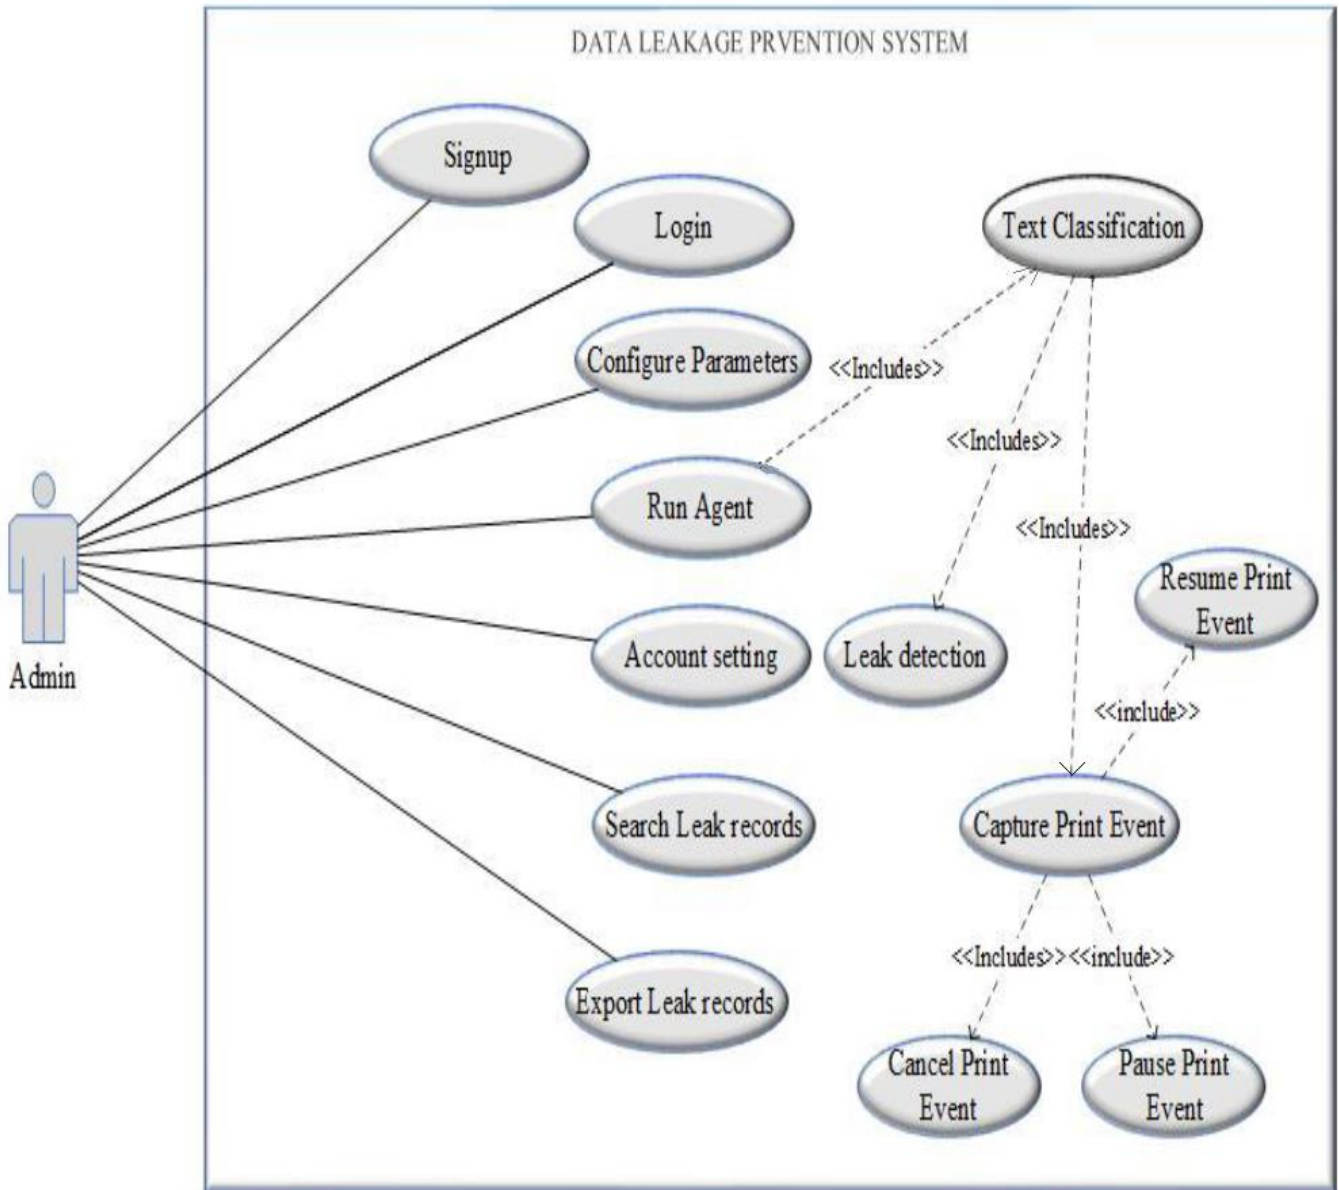 DATA LEAKAGE PRVENTION SYSTEM
Signup
Login
Text Classification
Configure Parameters
<<Includes>>
<<Includes>>
Run Agent
<<Includes>>
Resume Print
Event
Account setting
Leak detection
Admin
<<include>>
Search Leak records
Capture Print Event
<<Includes>>
<<include>>
Export Leak records
Cancel Print
Event
Pause Print
Event